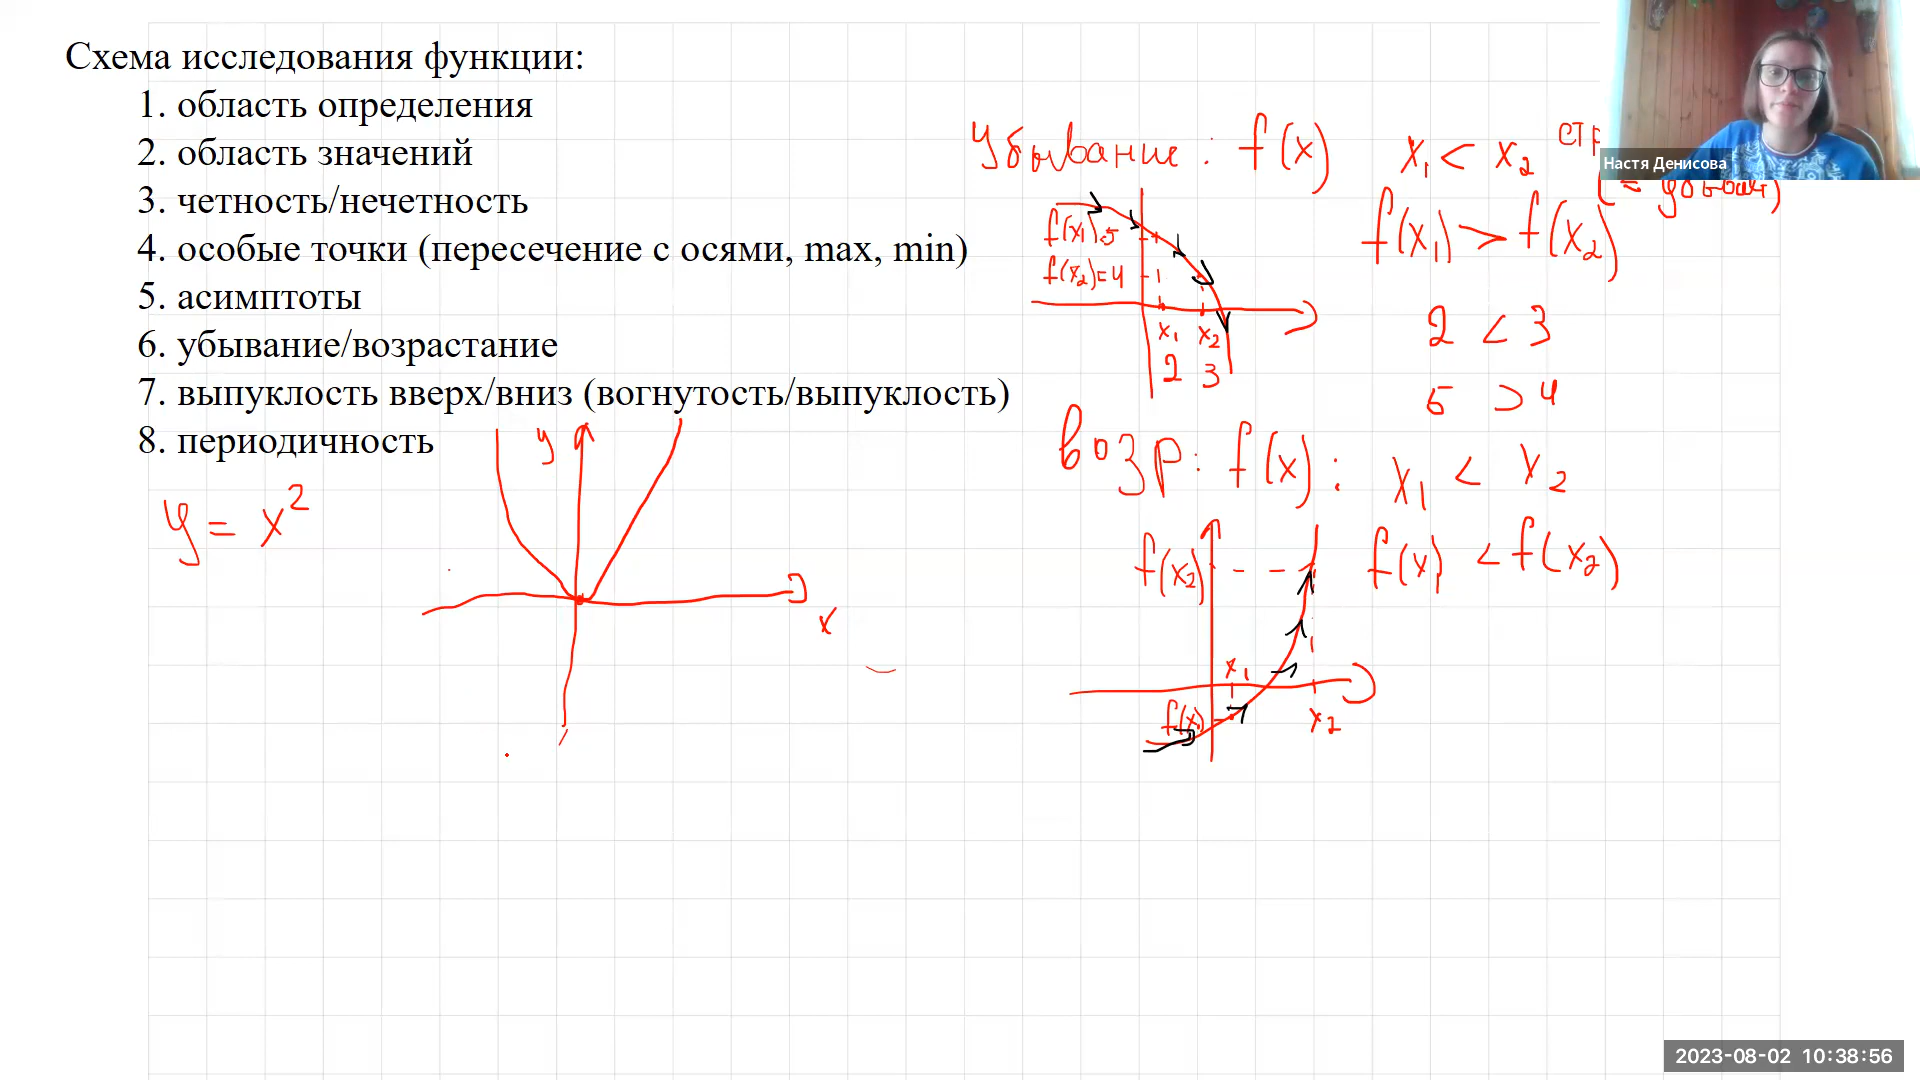 Схема исследования функции:
1. область определения
2. область значений
3. четность/нечетность
4. особые точки (пересечение с осями, max, min)
5. асимптоты
6. убывание/возрастание
7. выпуклость вверх/вниз (вогнутость/выпуклость)
8. периодичность
y = x²
y
x
Убывание: f(x) x₁ < x₂
f(x₁) > f(x₂)
f(x₁)=5
f(x₂)=4
x₁ x₂
2 3
2 < 3
5 > 4
возр: f(x): x₁ < x₂
f(x₁) < f(x₂)
f(x₂)
x₁
f(x₁)
x₂
Настя Денисова
2023-08-02 10:38:56